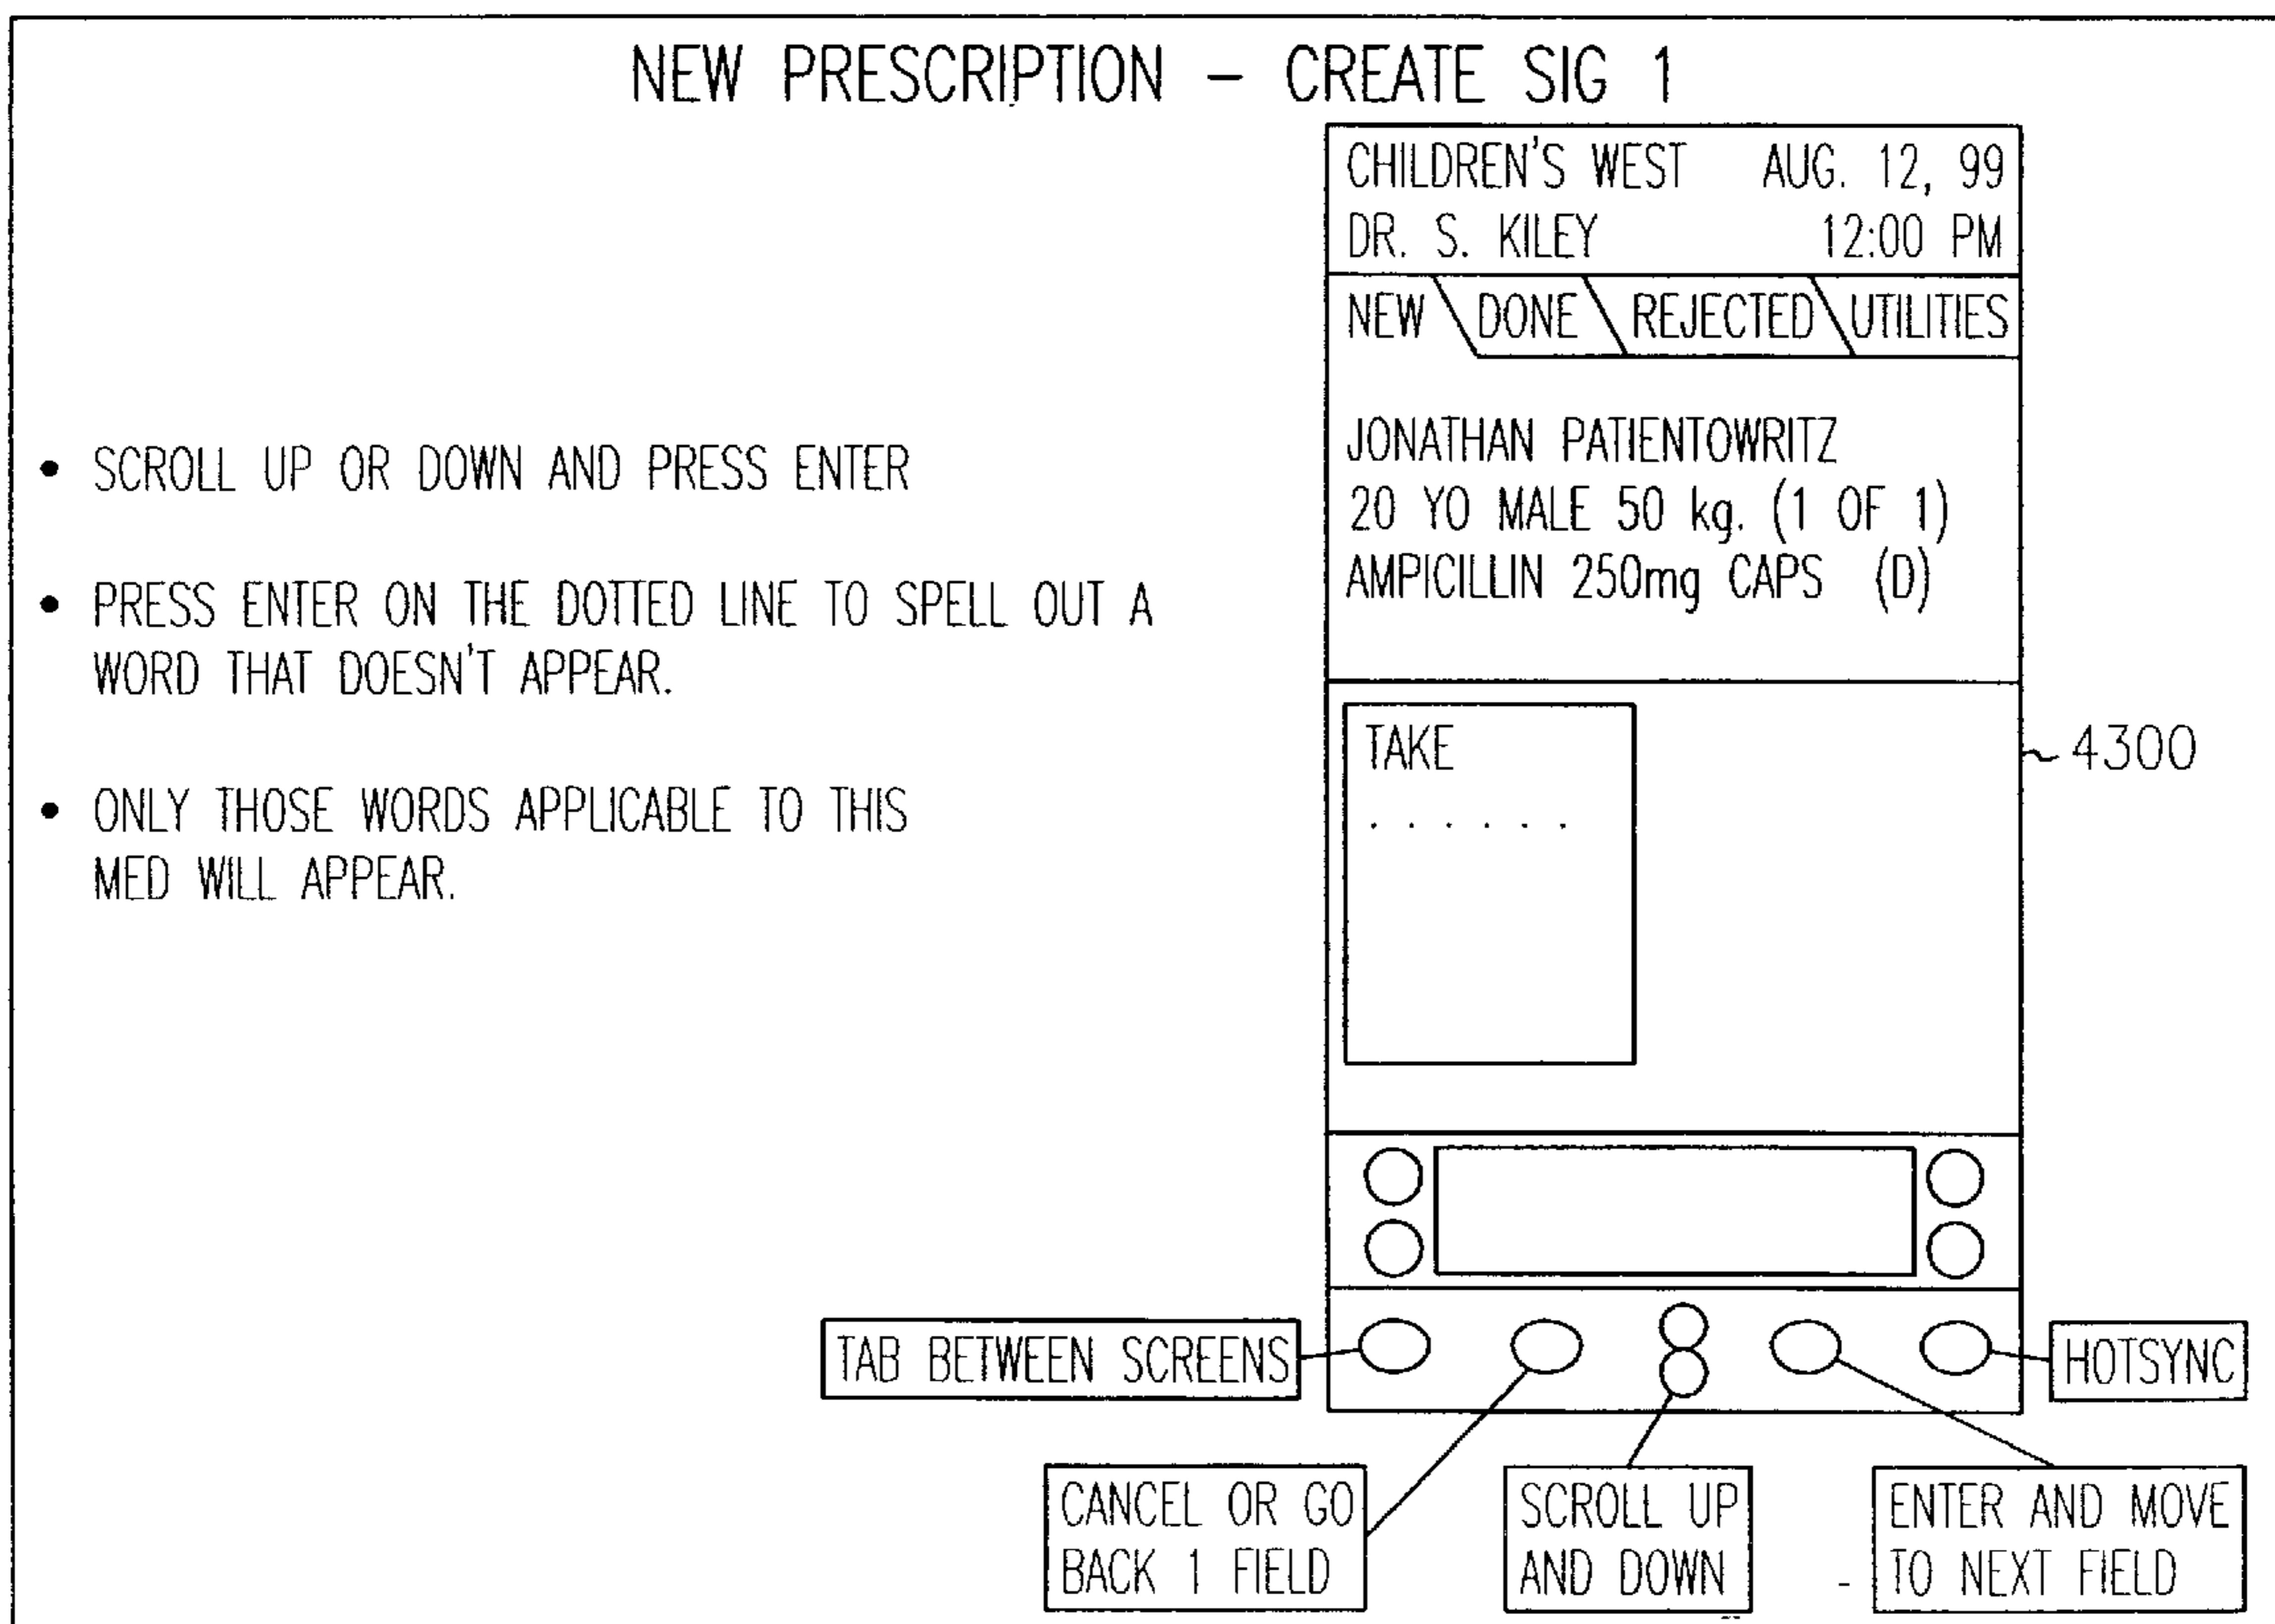 NEW PRESCRIPTION – CREATE SIG 1
CHILDREN'S WEST AUG. 12, 99
DR. S. KILEY 12:00 PM
NEW DONE REJECTED UTILITIES
JONATHAN PATIENTOWRITZ
20 YO MALE 50 kg. (1 OF 1)
AMPICILLIN 250mg CAPS (D)
• SCROLL UP OR DOWN AND PRESS ENTER
• PRESS ENTER ON THE DOTTED LINE TO SPELL OUT A
WORD THAT DOESN'T APPEAR.
• ONLY THOSE WORDS APPLICABLE TO THIS
MED WILL APPEAR.
TAKE
. . . . . .
4300
TAB BETWEEN SCREENS
HOTSYNC
CANCEL OR GO
BACK 1 FIELD
SCROLL UP
AND DOWN
ENTER AND MOVE
TO NEXT FIELD